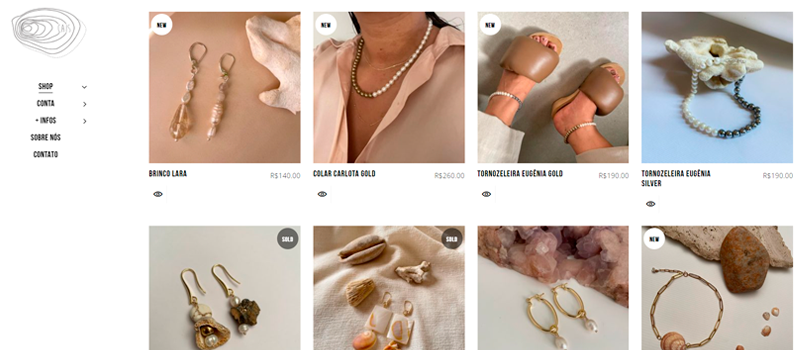 NEW
NEW
NEW
SHOP
CONTA
+ INFOS
SOBRE NÓS
CONTATO
BRINCO LARA
R$140.00
COLAR CARLOTA GOLD
R$260.00
TORNOZELEIRA EUGÊNIA GOLD
R$190.00
TORNOZELEIRA EUGÊNIA
SILVER
R$190.00
SOLD
SOLD
NEW